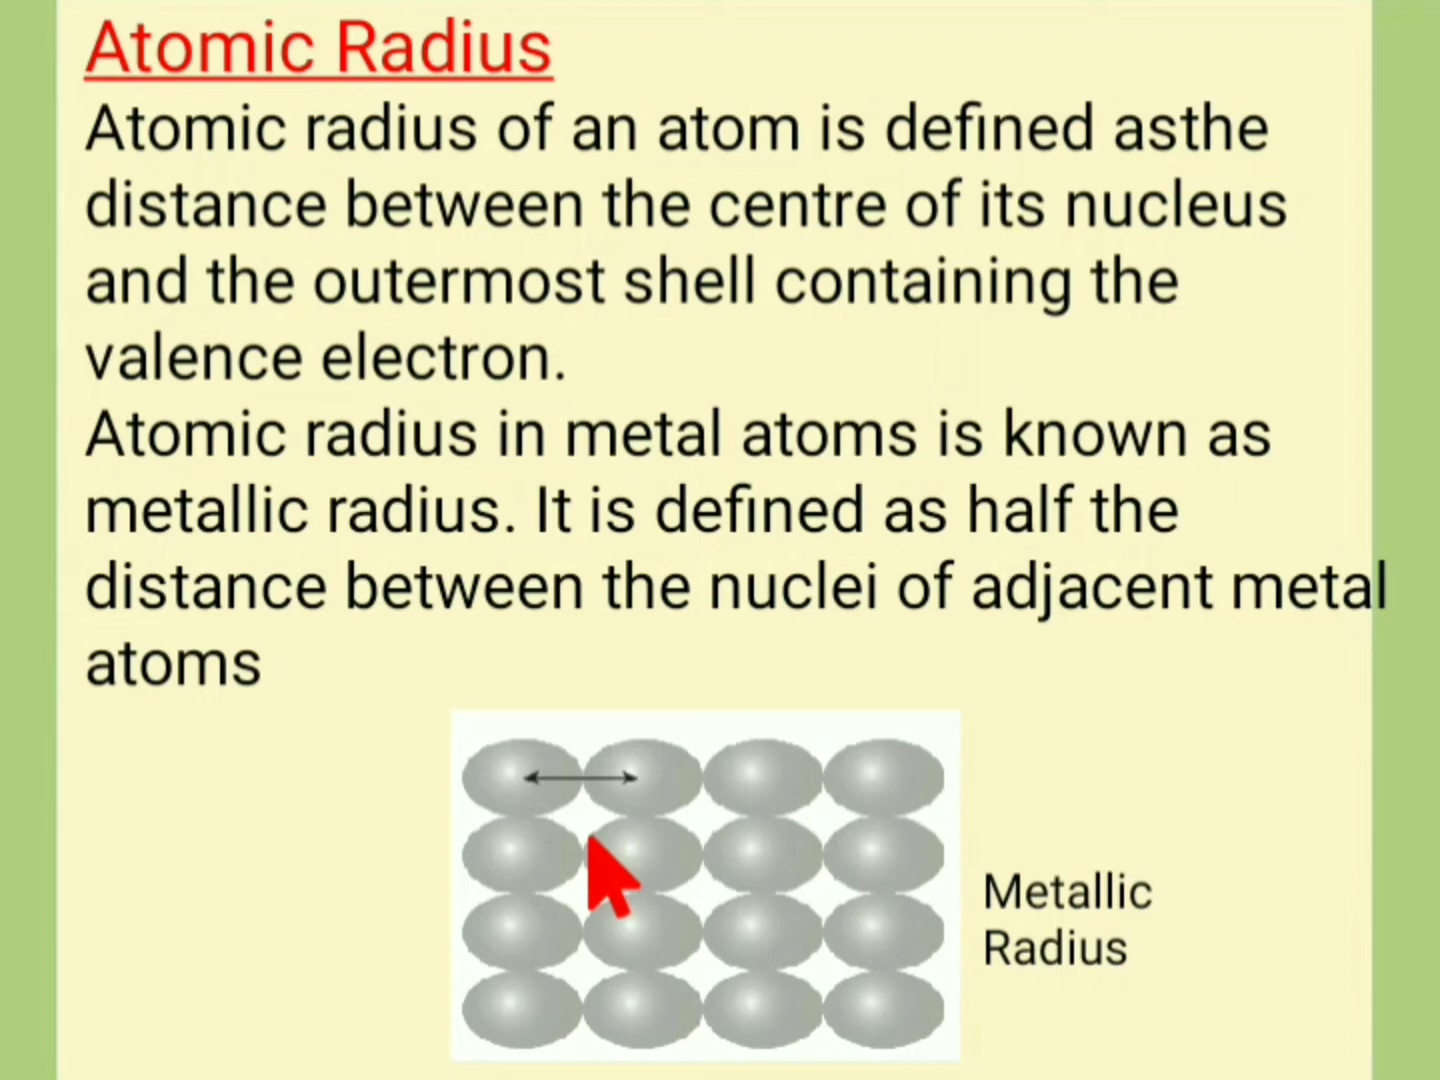 Atomic Radius
Atomic radius of an atom is defined asthe
distance between the centre of its nucleus
and the outermost shell containing the
valence electron.
Atomic radius in metal atoms is known as
metallic radius. It is defined as half the
distance between the nuclei of adjacent metal
atoms
Metallic
Radius